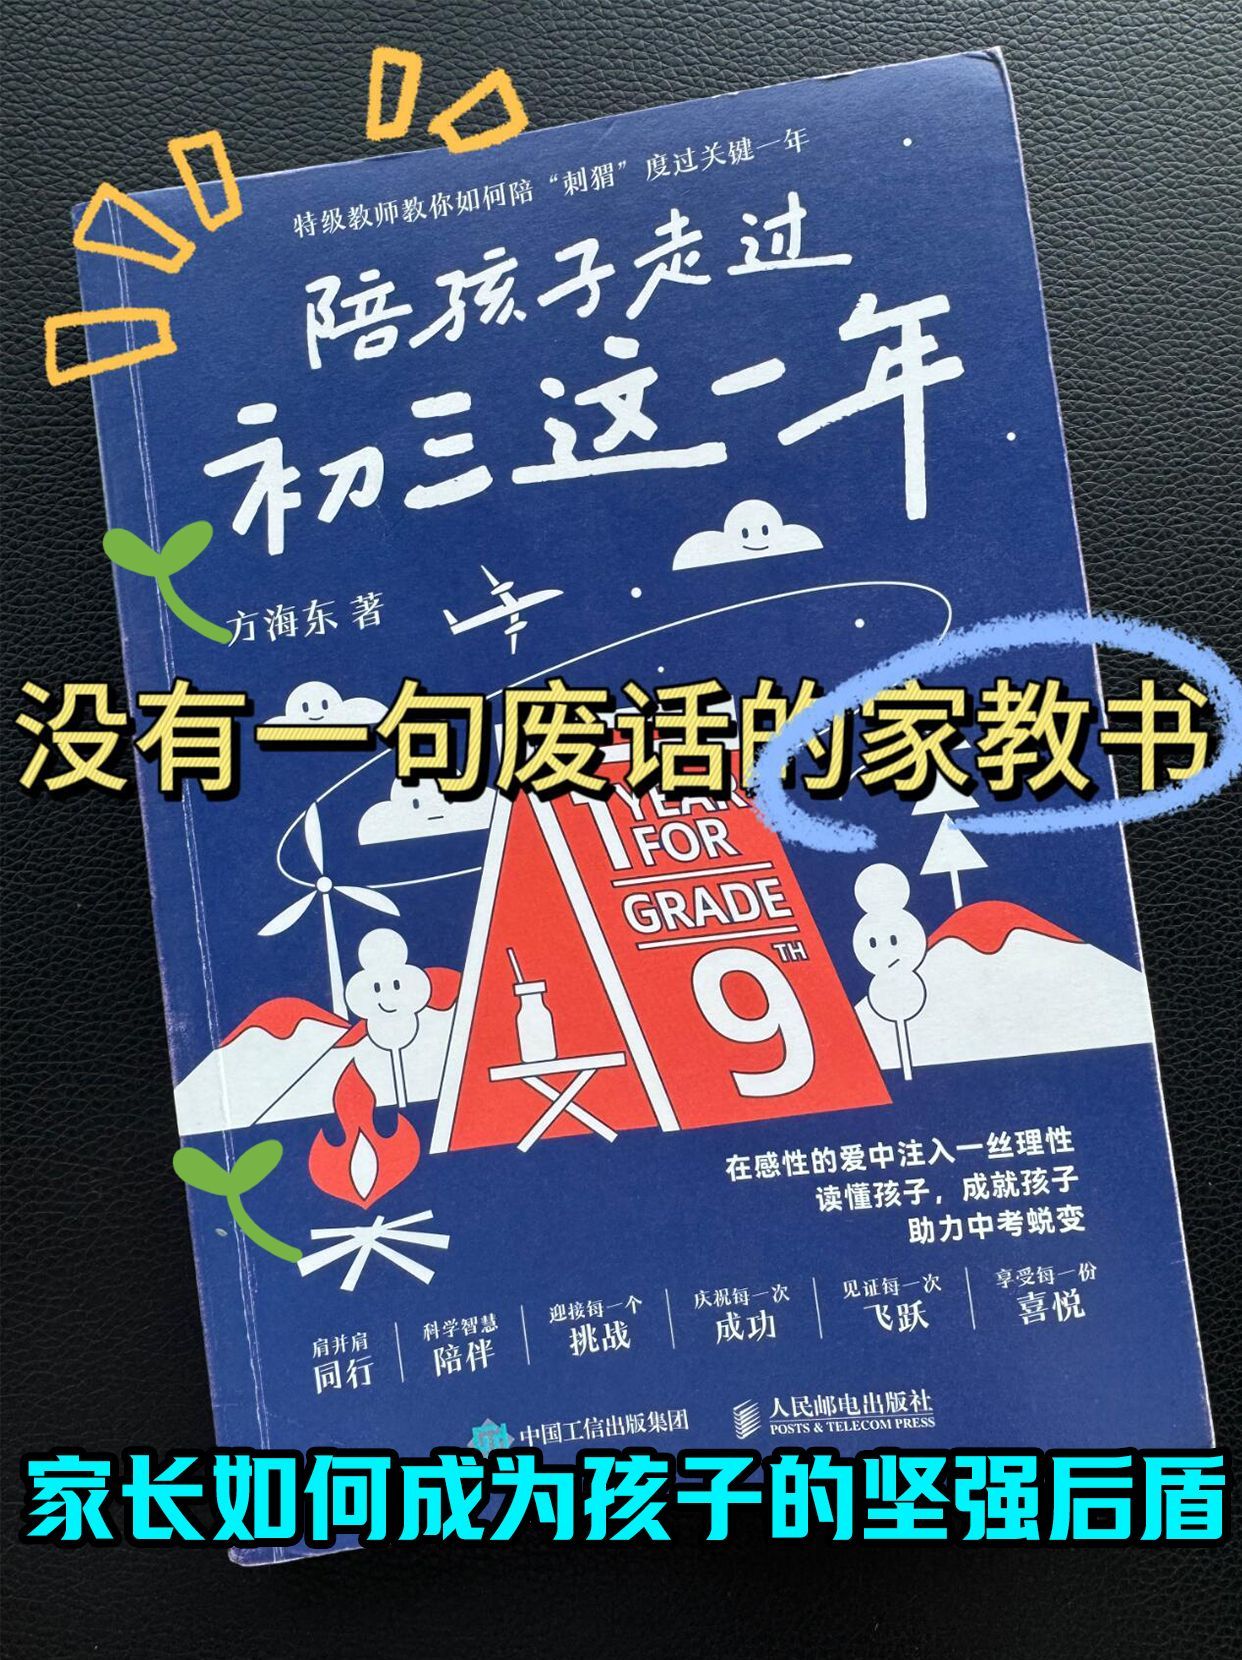 特级教师教你如何陪“刺猬”度过关键一年
陪孩子走过
初三这一年
方海东 著
没有一句废话的家教书
1 YEAR
FOR
GRADE
9TH
在感性的爱中注入一丝理性
读懂孩子，成就孩子
助力中考蜕变
肩并肩
同行
科学智慧
陪伴
迎接每一个
挑战
庆祝每一次
成功
见证每一次
飞跃
享受每一份
喜悦
中国工信出版集团
人民邮电出版社
POSTS & TELECOM PRESS
家长如何成为孩子的坚强后盾